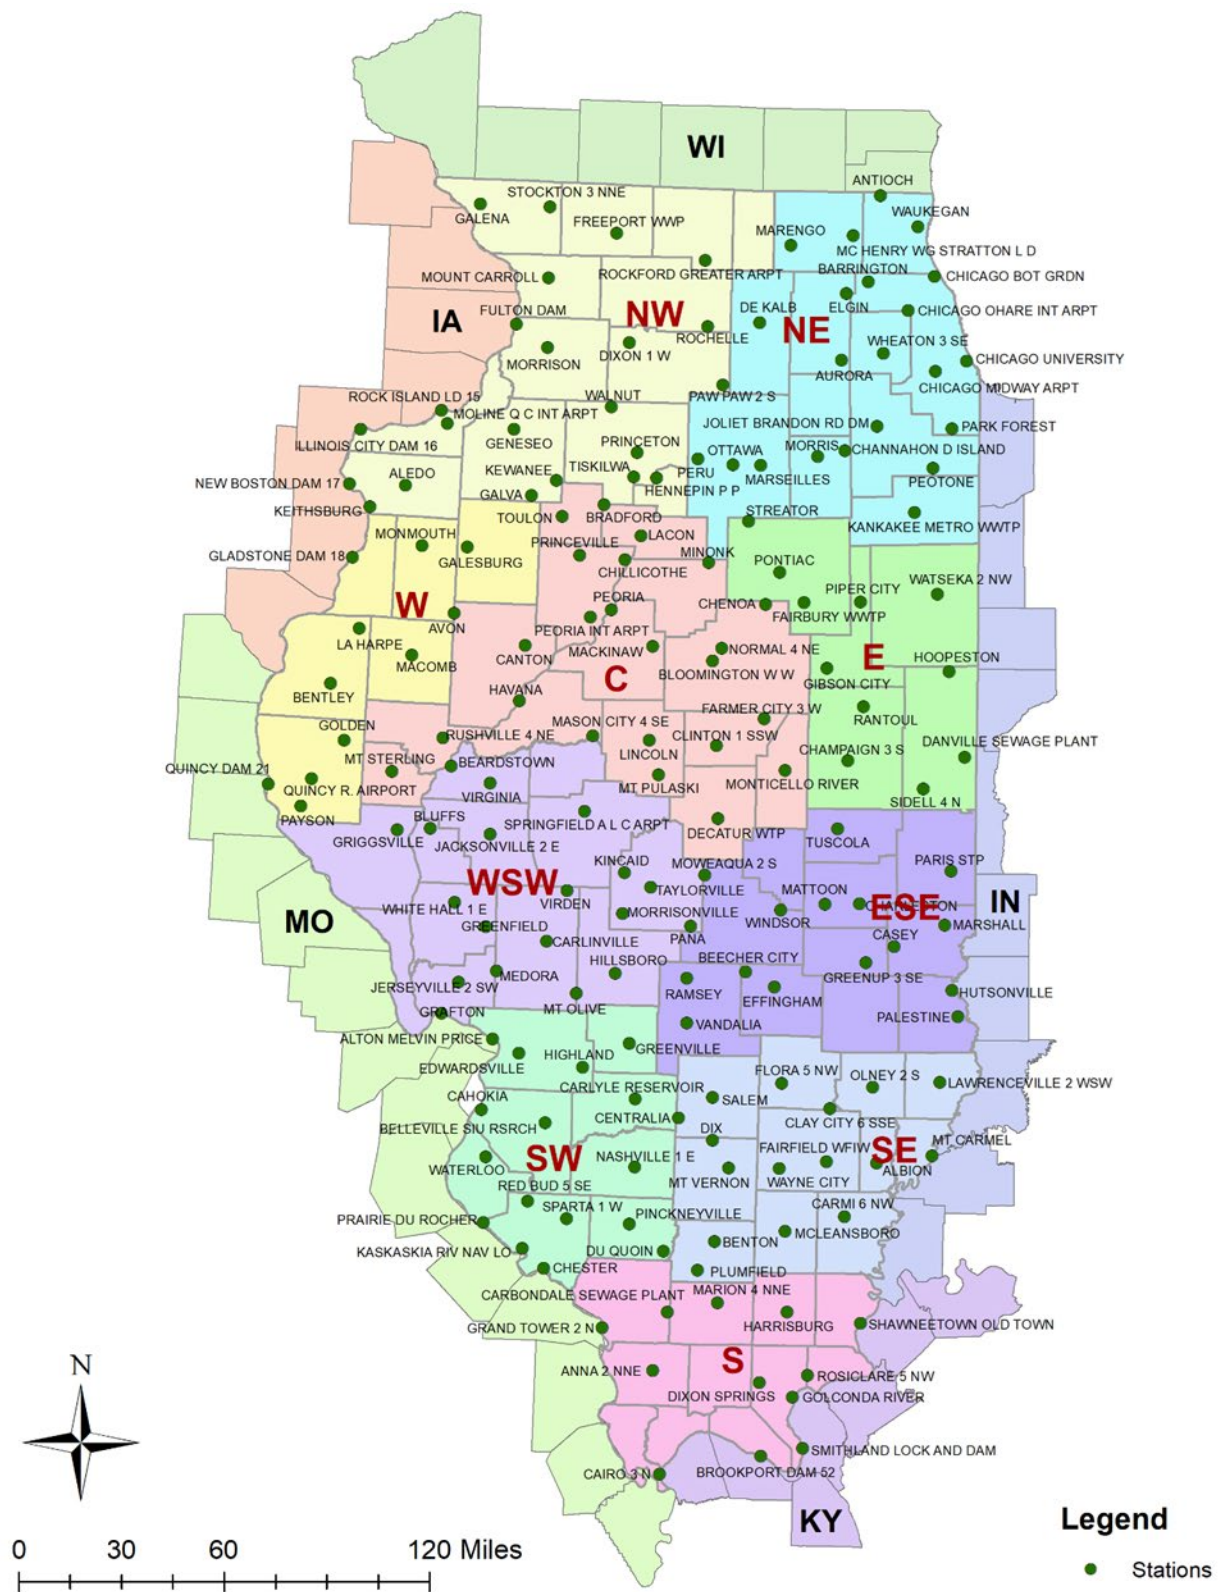 WI
ANTIOCH
STOCKTON 3 NNE
GALENA
WAUKEGAN
FREEPORT WWP
MARENGO
MC HENRY WG STRATTON L D
BARRINGTON
ROCKFORD GREATER ARPT
CHICAGO BOT GRDN
MOUNT CARROLL
NW
DE KALB
ELGIN
CHICAGO OHARE INT ARPT
FULTON DAM
IA
NE
ROCHELLE
WHEATON 3 SE
DIXON 1 W
MORRISON
CHICAGO UNIVERSITY
AURORA
CHICAGO MIDWAY ARPT
ROCK ISLAND LD 15
WALNUT
PAW PAW 2 S
MOLINE Q C INT ARPT
JOLIET BRANDON RD DM
PARK FOREST
ILLINOIS CITY DAM 16
GENESEO
PRINCETON
OTTAWA
MORRIS
CHANNAHON D ISLAND
ALEDO
KEWANEE
TISKILWA
PERU
NEW BOSTON DAM 17
HENNEPIN P P
MARSEILLES
PEOTONE
GALVA
KEITHSBURG
TOULON
BRADFORD
STREATOR
KANKAKEE METRO WWTP
MONMOUTH
LACON
PRINCEVILLE
GLADSTONE DAM 18
GALESBURG
MINONK
PONTIAC
CHILLICOTHE
WATSEKA 2 NW
PIPER CITY
W
PEORIA
CHENOA
FAIRBURY WWTP
AVON
PEORIA INT ARPT
LA HARPE
MACKINAW
NORMAL 4 NE
CANTON
E
HOOPESTON
MACOMB
C
BLOOMINGTON W W
GIBSON CITY
BENTLEY
HAVANA
FARMER CITY 3 W
RANTOUL
GOLDEN
MASON CITY 4 SE
RUSHVILLE 4 NE
CLINTON 1 SSW
DANVILLE SEWAGE PLANT
LINCOLN
CHAMPAIGN 3 S
MT STERLING
BEARDSTOWN
QUINCY DAM 21
QUINCY R. AIRPORT
MT PULASKI
MONTICELLO RIVER
VIRGINIA
SIDELL 4 N
PAYSON
BLUFFS
SPRINGFIELD A L C ARPT
DECATUR WTP
GRIGGSVILLE
JACKSONVILLE 2 E
TUSCOLA
KINCAID
MOWEAQUA 2 S
PARIS STP
WSW
TAYLORVILLE
MATTOON
IN
VIRDEN
WHITE HALL 1 E
ESE
CHARLESTON
MORRISONVILLE
MO
GREENFIELD
WINDSOR
MARSHALL
PANA
CASEY
CARLINVILLE
HILLSBORO
BEECHER CITY
MEDORA
GREENUP 3 SE
JERSEYVILLE 2 SW
RAMSEY
HUTSONVILLE
EFFINGHAM
MT OLIVE
GRAFTON
PALESTINE
VANDALIA
ALTON MELVIN PRICE
GREENVILLE
HIGHLAND
EDWARDSVILLE
FLORA 5 NW
OLNEY 2 S
LAWRENCEVILLE 2 WSW
CARLYLE RESERVOIR
CAHOKIA
SALEM
CENTRALIA
CLAY CITY 6 SSE
BELLEVILLE SIU RSRCH
DIX
MT CARMEL
FAIRFIELD WFIW
SE
SW
NASHVILLE 1 E
WATERLOO
ALBION
RED BUD 5 SE
MT VERNON
WAYNE CITY
CARMI 6 NW
SPARTA 1 W
PINCKNEYVILLE
PRAIRIE DU ROCHER
MCLEANSBORO
BENTON
KASKASKIA RIV NAV LO
DU QUOIN
CHESTER
PLUMFIELD
MARION 4 NNE
CARBONDALE SEWAGE PLANT
GRAND TOWER 2 N
HARRISBURG
SHAWNEETOWN OLD TOWN
S
N
ANNA 2 NNE
ROSICLARE 5 NW
DIXON SPRINGS
GOLCONDA RIVER
SMITHLAND LOCK AND DAM
CAIRO 3 N
BROOKPORT DAM 52
KY
Legend
0 30 60 120 Miles
Stations